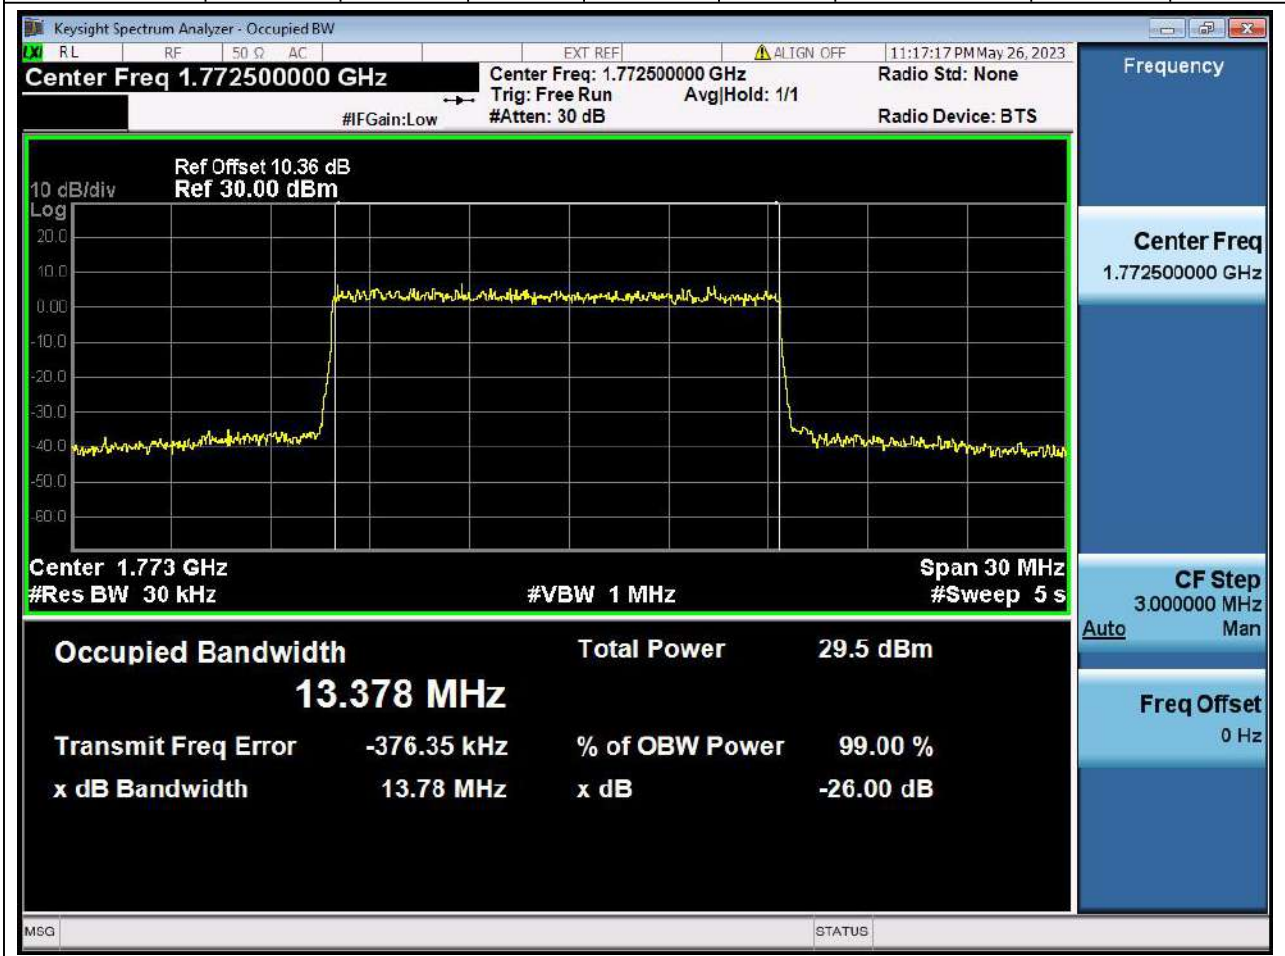 Keysight Spectrum Analyzer - Occupied BW
LXI RL RF 50 Ω AC EXT REF ALIGN OFF 11:17:17 PM May 26, 2023
Center Freq 1.772500000 GHz
Center Freq: 1.772500000 GHz
Radio Std: None
Trig: Free Run Avg|Hold: 1/1
#IFGain:Low
#Atten: 30 dB
Radio Device: BTS
Frequency
Ref Offset 10.36 dB
10 dB/div Ref 30.00 dBm
Log
20.0
10.0
0.00
-10.0
-20.0
-30.0
-40.0
-50.0
-60.0
Center 1.773 GHz Span 30 MHz
#Res BW 30 kHz #VBW 1 MHz #Sweep 5 s
Occupied Bandwidth Total Power 29.5 dBm
13.378 MHz
Transmit Freq Error -376.35 kHz % of OBW Power 99.00 %
x dB Bandwidth 13.78 MHz x dB -26.00 dB
Center Freq
1.772500000 GHz
CF Step
3.000000 MHz
Auto Man
Freq Offset
0 Hz
MSG STATUS